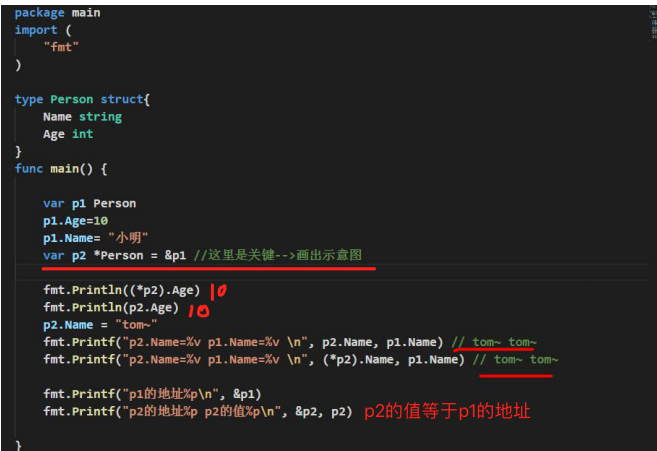 package main
import (
"fmt"
)
type Person struct{
Name string
Age int
}
func main() {
var p1 Person
p1.Age=10
p1.Name= "小明"
var p2 *Person = &p1 //这里是关键-->画出示意图
fmt.Println((*p2).Age) 10
fmt.Println(p2.Age) 10
p2.Name = "tom~"
fmt.Printf("p2.Name=%v p1.Name=%v \n", p2.Name, p1.Name) // tom~ tom~
fmt.Printf("p2.Name=%v p1.Name=%v \n", (*p2).Name, p1.Name) // tom~ tom~
fmt.Printf("p1的地址%p\n", &p1)
fmt.Printf("p2的地址%p p2的值%p\n", &p2, p2) p2的值等于p1的地址
}